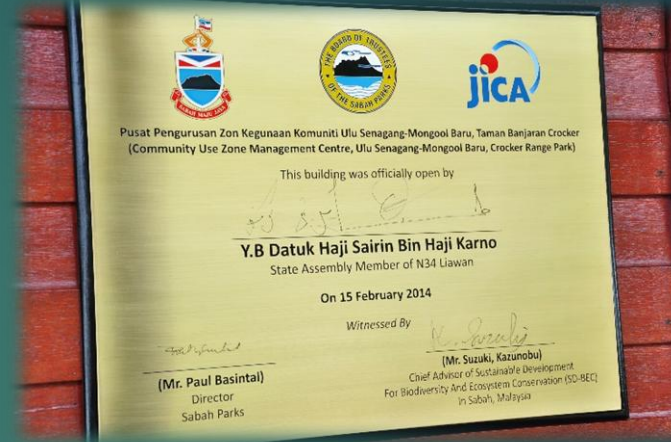 SABAH MAJU JAYA
THE BOARD OF TRUSTEES
OF THE SABAH PARKS
JICA
Pusat Pengurusan Zon Kegunaan Komuniti Ulu Senagang-Mongool Baru, Taman Banjaran Crocker
(Community Use Zone Management Centre, Ulu Senagang-Mongool Baru, Crocker Range Park)
This building was officially open by
Y.B Datuk Haji Sairin Bin Haji Karno
State Assembly Member of N34 Liawan
On 15 February 2014
Witnessed By
(Mr. Paul Basintal)
Director
Sabah Parks
(Mr. Suzuki, Kazunobu)
Chief Advisor of Sustainable Development
For Biodiversity And Ecosystem Conservation (SD-BEC)
In Sabah, Malaysia